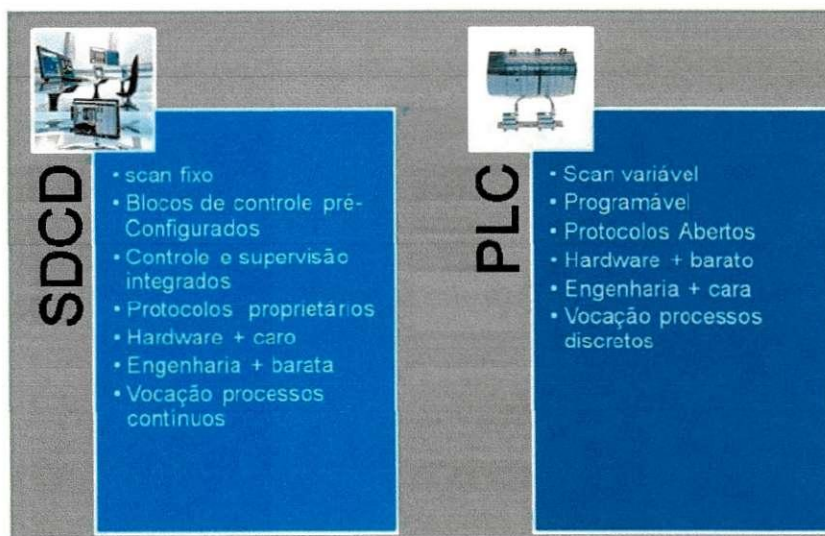 SDCD
• scan fixo
• Blocos de controle pré-
Configurados
• Controle e supervisão
integrados
• Protocolos proprietários
• Hardware + caro
• Engenharia + barata
• Vocação processos
contínuos
PLC
• Scan variável
• Programável
• Protocolos Abertos
• Hardware + barato
• Engenharia + cara
• Vocação processos
discretos